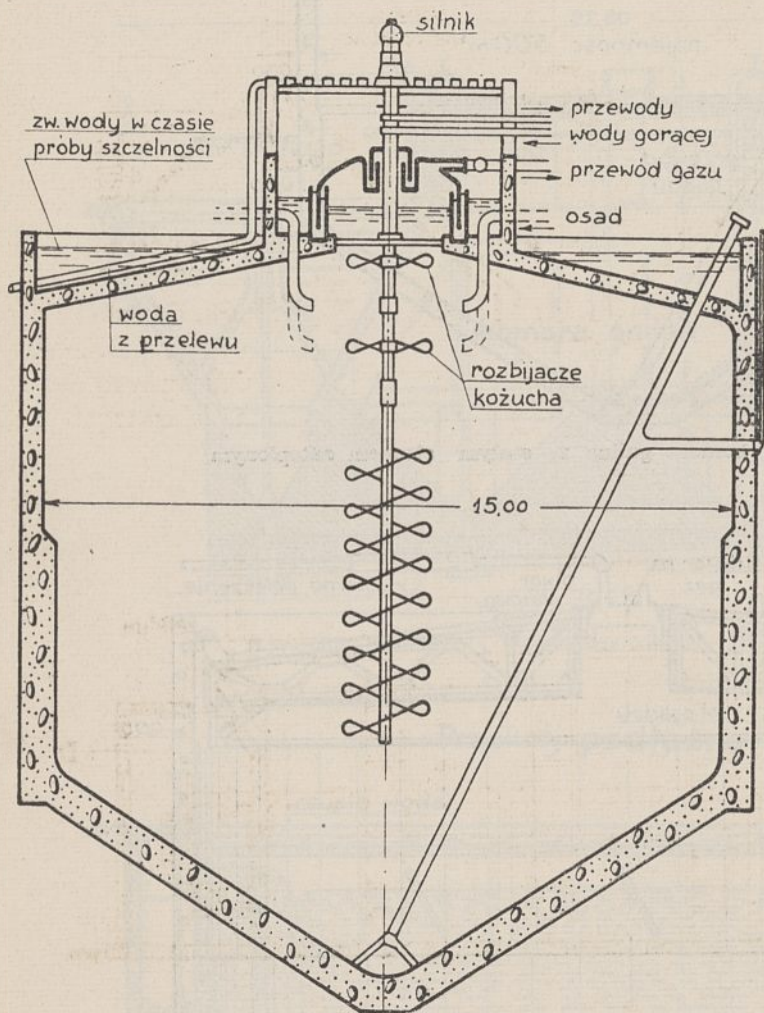 silnik
zw. wody w czasie
próby szczelności
przewody
wody gorącej
przewód gazu
osad
woda
z przelewu
rozbijacze
kożucha
15,00